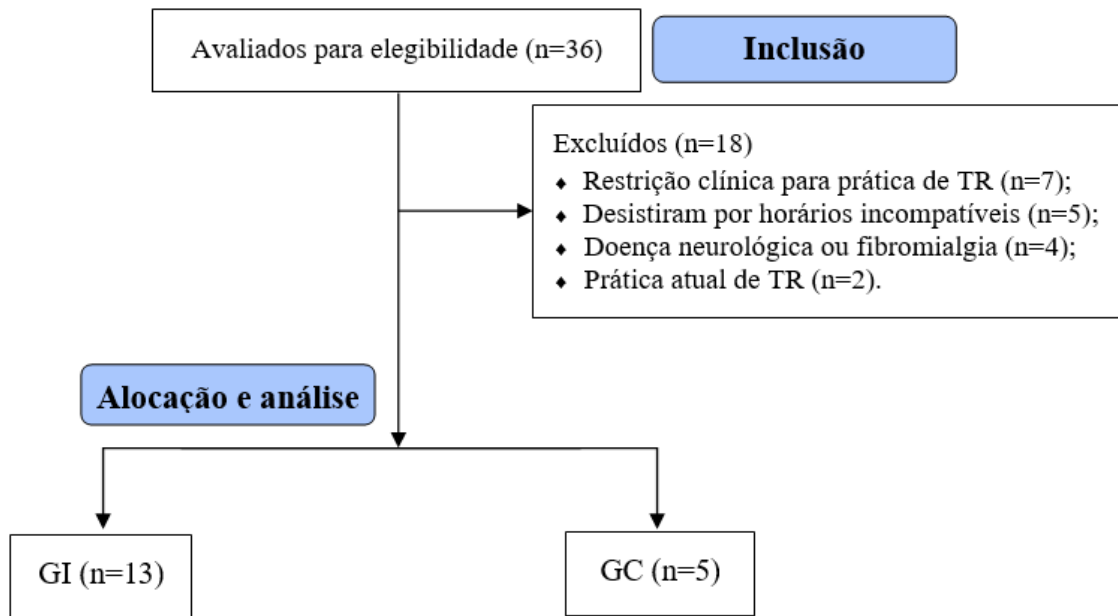 Avaliados para elegibilidade (n=36)
Inclusão
Excluídos (n=18)
♦ Restrição clínica para prática de TR (n=7);
♦ Desistiram por horários incompatíveis (n=5);
♦ Doença neurológica ou fibromialgia (n=4);
♦ Prática atual de TR (n=2).
Alocação e análise
GI (n=13)
GC (n=5)